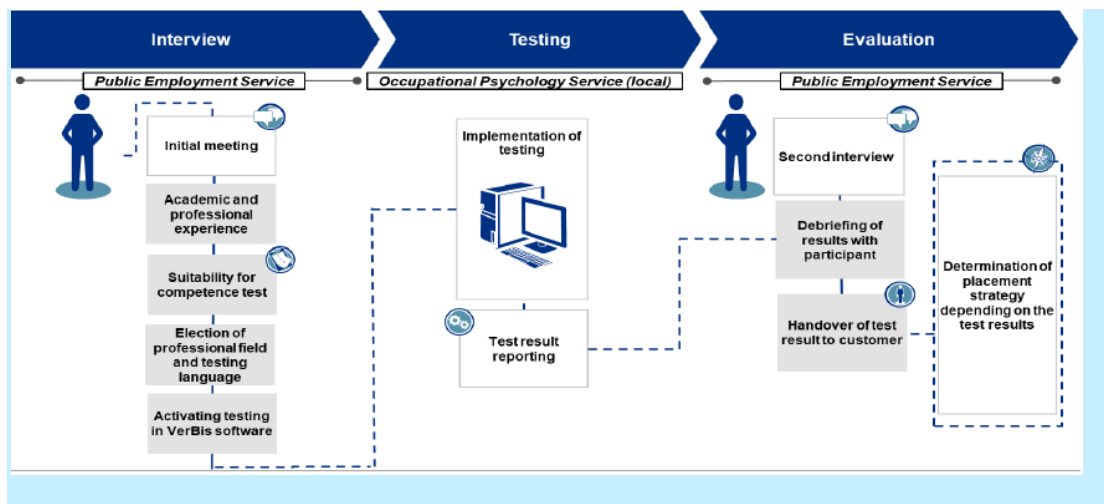 Interview
Testing
Evaluation
Public Employment Service
Occupational Psychology Service (local)
Public Employment Service
Initial meeting
Academic and
professional
experience
Suitability for
competence test
Election of
professional field
and testing
language
Activating testing
in VerBis software
Implementation of
testing
Test result
reporting
Second interview
Debriefing of
results with
participant
Handover of test
result to customer
Determination of
placement
strategy
depending on the
test results